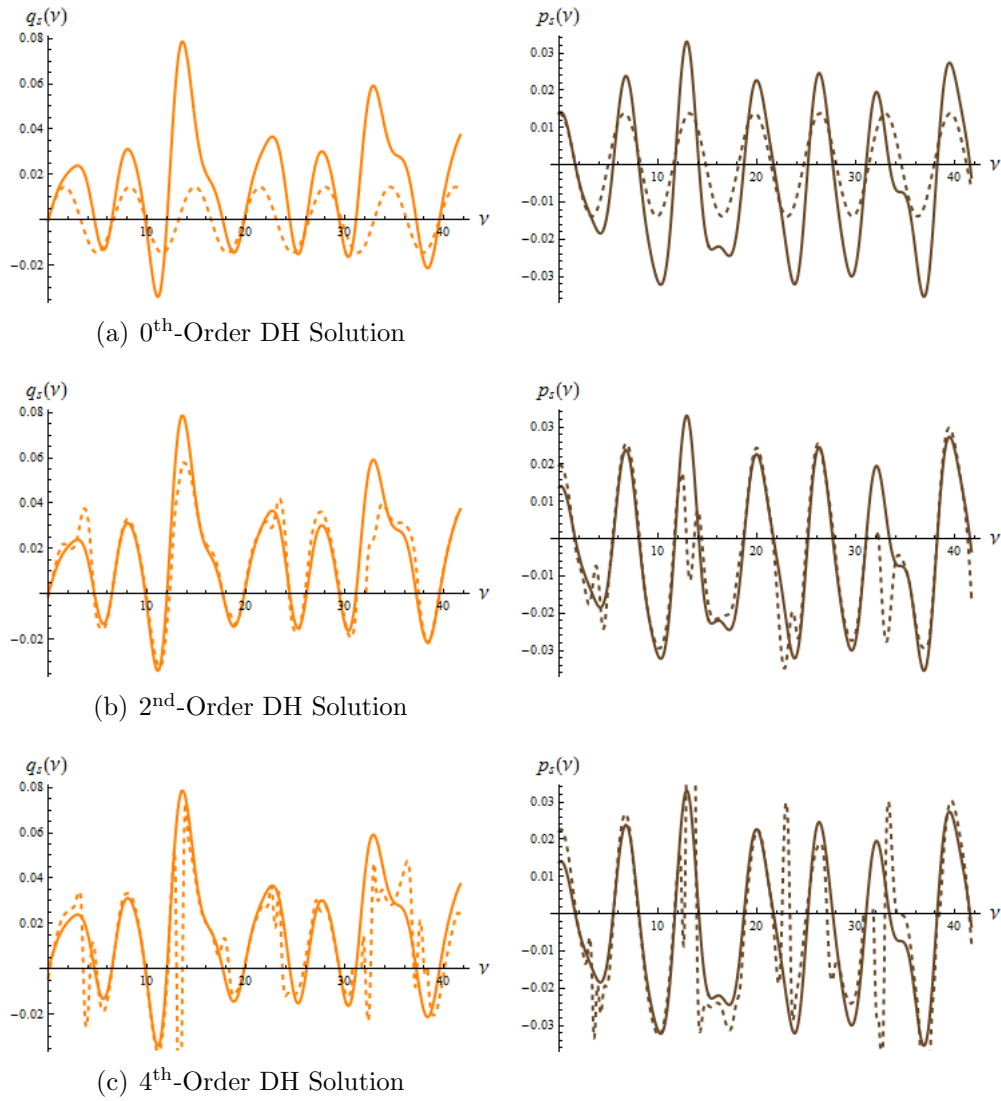 qₛ(ν) pₛ(ν)
0.08 0.03
0.06 0.02
0.04 0.01
0.02
10 20 30 40 ν 10 20 30 40 ν
−0.01
−0.02 −0.02
−0.03
(a) 0ᵗʰ-Order DH Solution
qₛ(ν) pₛ(ν)
0.08 0.03
0.06 0.02
0.04 0.01
0.02
10 20 30 40 ν 10 20 30 40 ν
−0.01
−0.02 −0.02
−0.03
(b) 2ⁿᵈ-Order DH Solution
qₛ(ν) pₛ(ν)
0.08 0.03
0.06 0.02
0.04 0.01
0.02
10 20 30 40 ν 10 20 30 40 ν
−0.01
−0.02 −0.02
−0.03
(c) 4ᵗʰ-Order DH Solution